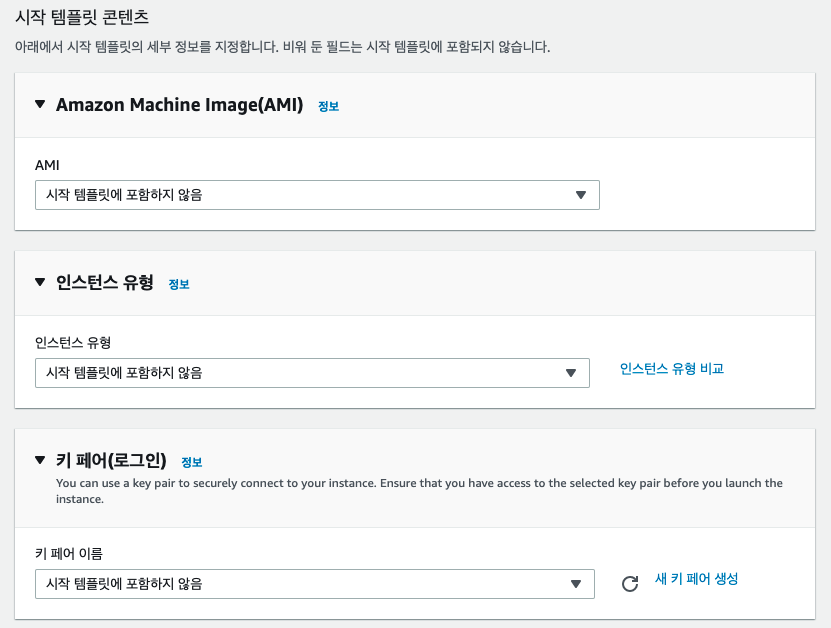 시작 템플릿 콘텐츠
아래에서 시작 템플릿의 세부 정보를 지정합니다. 비워 둔 필드는 시작 템플릿에 포함되지 않습니다.
Amazon Machine Image(AMI) 정보
AMI
시작 템플릿에 포함하지 않음
인스턴스 유형 정보
인스턴스 유형
시작 템플릿에 포함하지 않음
인스턴스 유형 비교
키 페어(로그인) 정보
You can use a key pair to securely connect to your instance. Ensure that you have access to the selected key pair before you launch the
instance.
키 페어 이름
시작 템플릿에 포함하지 않음
새 키 페어 생성